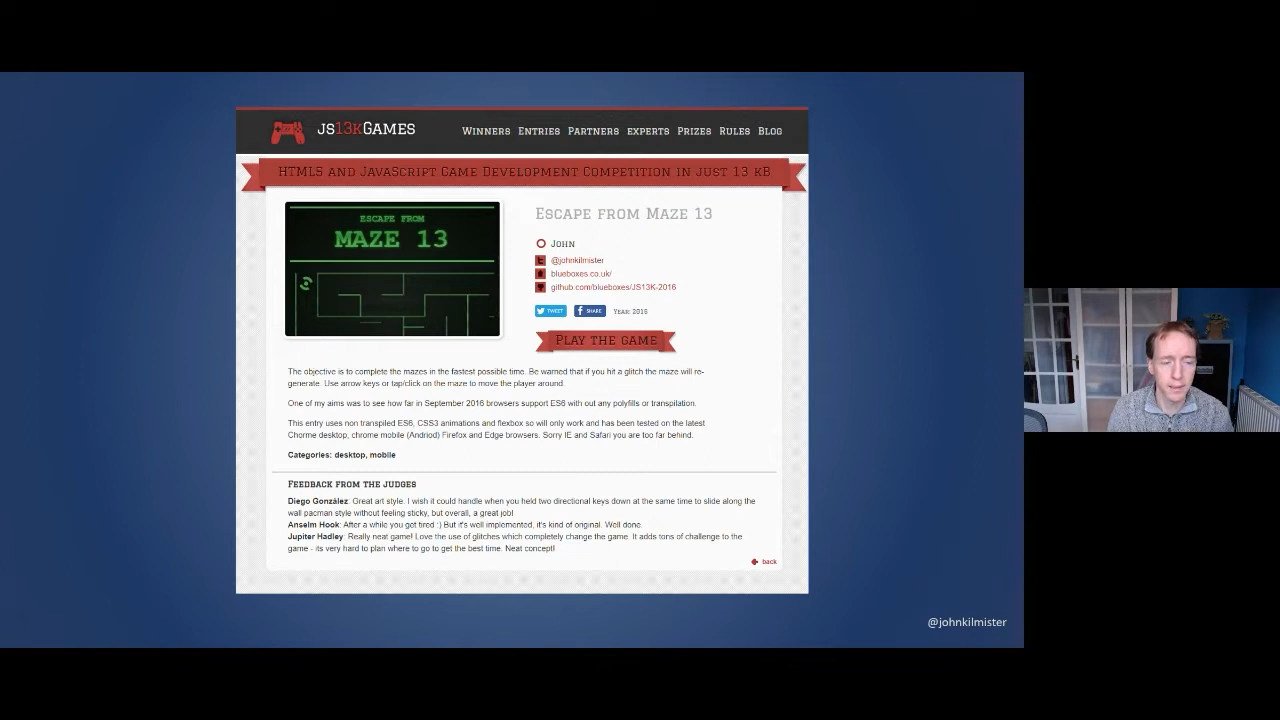 JS13KGAMES
WINNERS ENTRIES PARTNERS EXPERTS PRIZES RULES BLOG
HTML5 AND JAVASCRIPT GAME DEVELOPMENT COMPETITION IN JUST 13 KB
ESCAPE FROM
MAZE 13
ESCAPE FROM MAZE 13
JOHN
@johnkilmister
blueboxes.co.uk/
github.com/blueboxes/JS13K-2016
TWEET SHARE YEAR: 2016
PLAY THE GAME
The objective is to complete the mazes in the fastest possible time. Be warned that if you hit a glitch the maze will re-
generate. Use arrow keys or tap/click on the maze to move the player around.
One of my aims was to see how far in September 2016 browsers support ES6 with out any polyfills or transpilation.
This entry uses non transpiled ES6, CSS3 animations and flexbox so will only work and has been tested on the latest
Chorme desktop, chrome mobile (Andriod) Firefox and Edge browsers. Sorry IE and Safari you are too far behind.
Categories: desktop, mobile
FEEDBACK FROM THE JUDGES
Diego González: Great art style. I wish it could handle when you held two directional keys down at the same time to slide along the
wall pacman style without feeling sticky, but overall, a great job!
Anselm Hook: After a while you get tired :) But it's well implemented, it's kind of original. Well done.
Jupiter Hadley: Really neat game! Love the use of glitches which completely change the game. It adds tons of challenge to the
game - its very hard to plan where to go to get the best time. Neat concept!
back
@johnkilmister